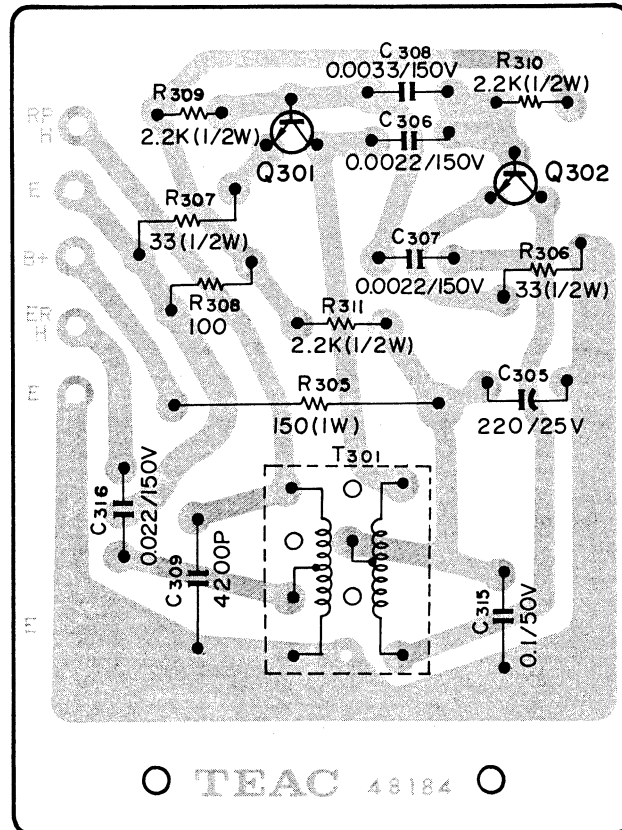 C308
0.0033/150V
R310
2.2K(1/2W)
R309
2.2K(1/2W)
C306
0.0022/150V
RP
H
Q301
Q302
E
R307
33(1/2W)
C307
0.0022/150V
R306
33(1/2W)
B+
R308
100
R311
2.2K(1/2W)
ER
H
E
R305
150(1W)
C305
220/25V
T301
C316
0.022/150V
C309
4200P
C315
0.1/50V
E
TEAC 48184